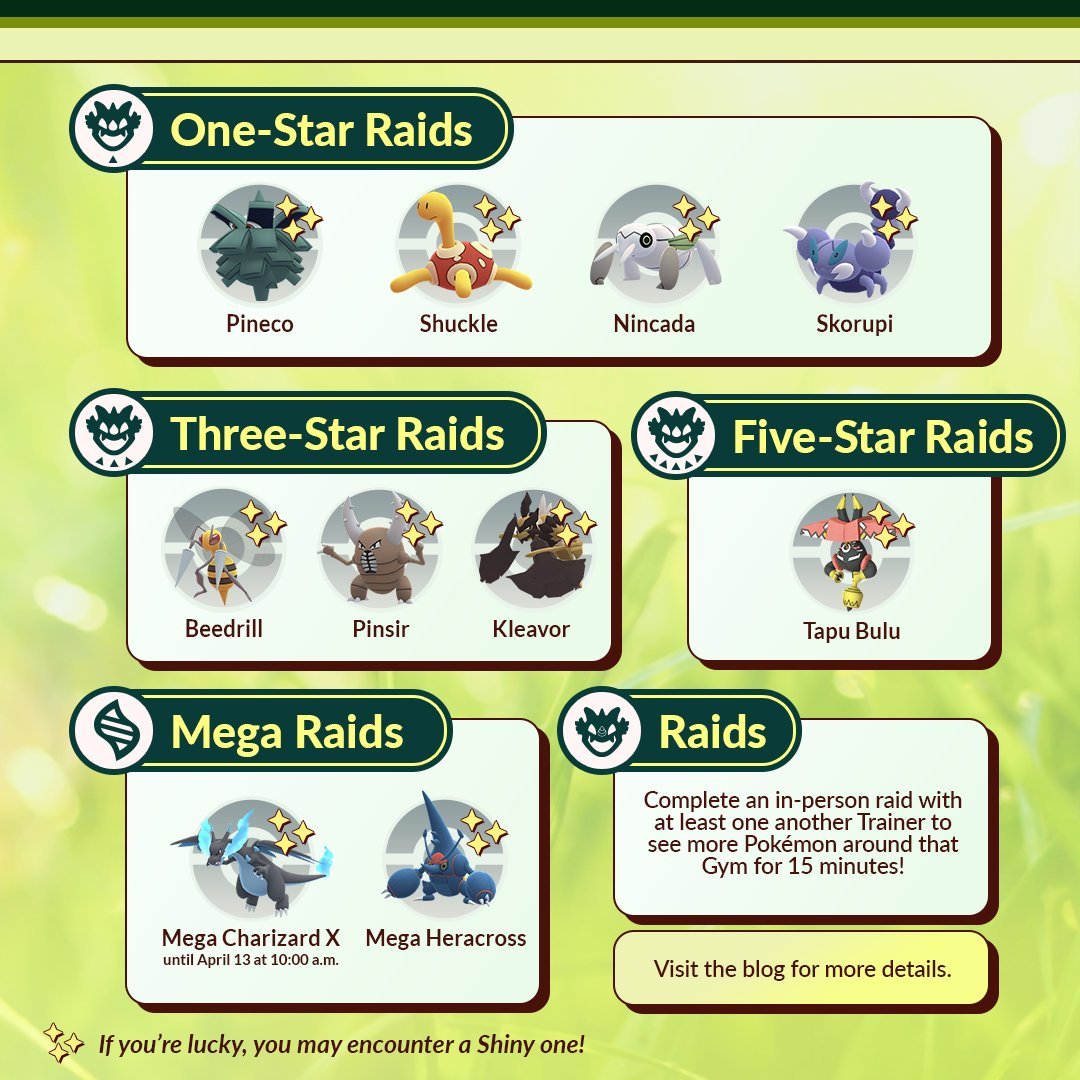 One-Star Raids
Pineco
Shuckle
Nincada
Skorupi
Three-Star Raids
Beedrill
Pinsir
Kleavor
Five-Star Raids
Tapu Bulu
Mega Raids
Mega Charizard X
until April 13 at 10:00 a.m.
Mega Heracross
Raids
Complete an in-person raid with
at least one another Trainer to
see more Pokémon around that
Gym for 15 minutes!
Visit the blog for more details.
If you’re lucky, you may encounter a Shiny one!